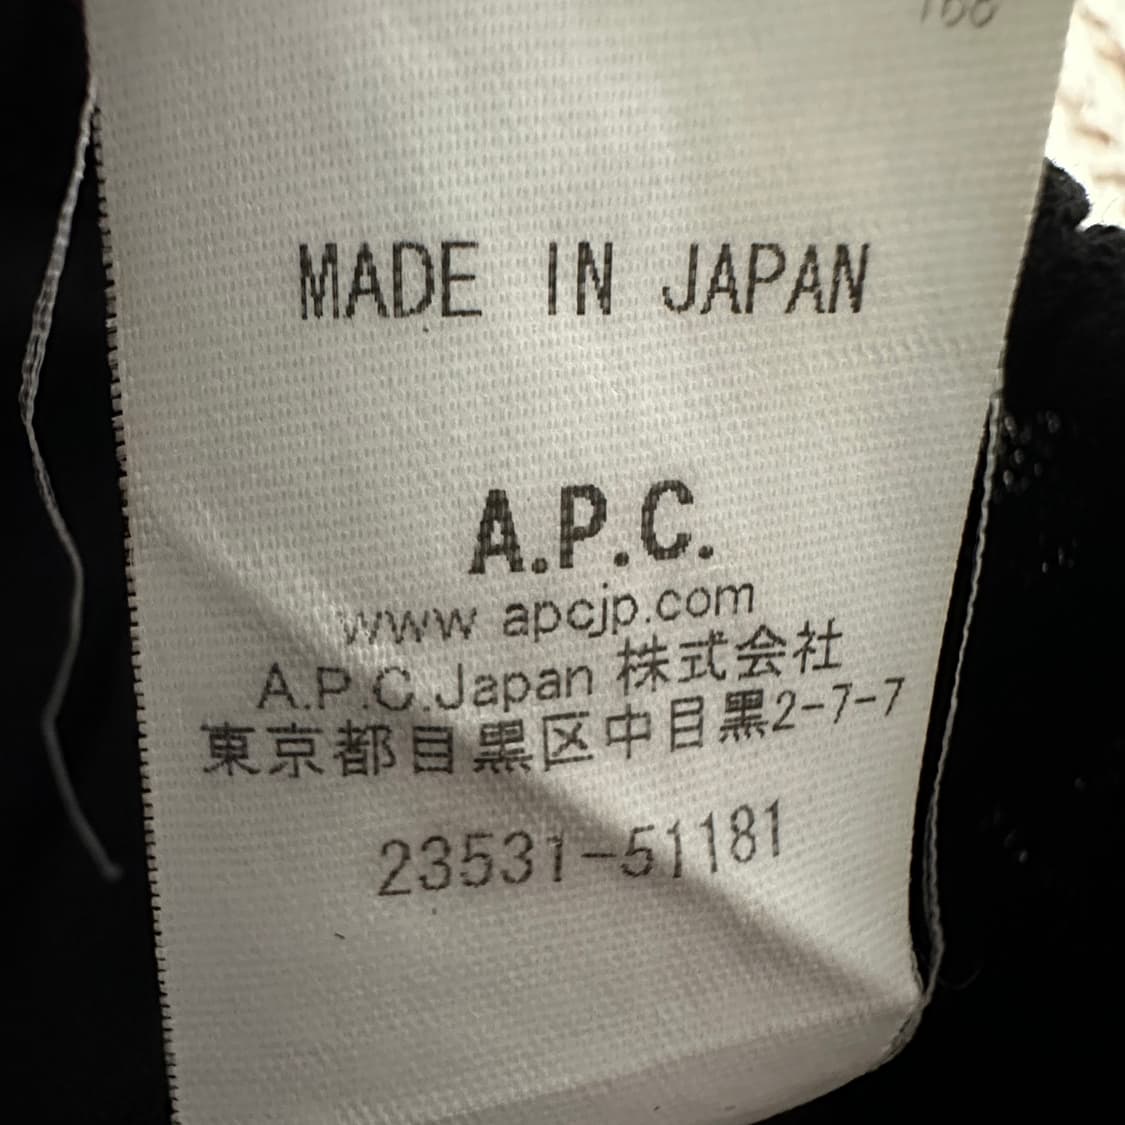 MADE IN JAPAN
A.P.C.
www apcjp.com
A.P.C.Japan 株式会社
東京都目黒区中目黒2-7-7
23531-51181